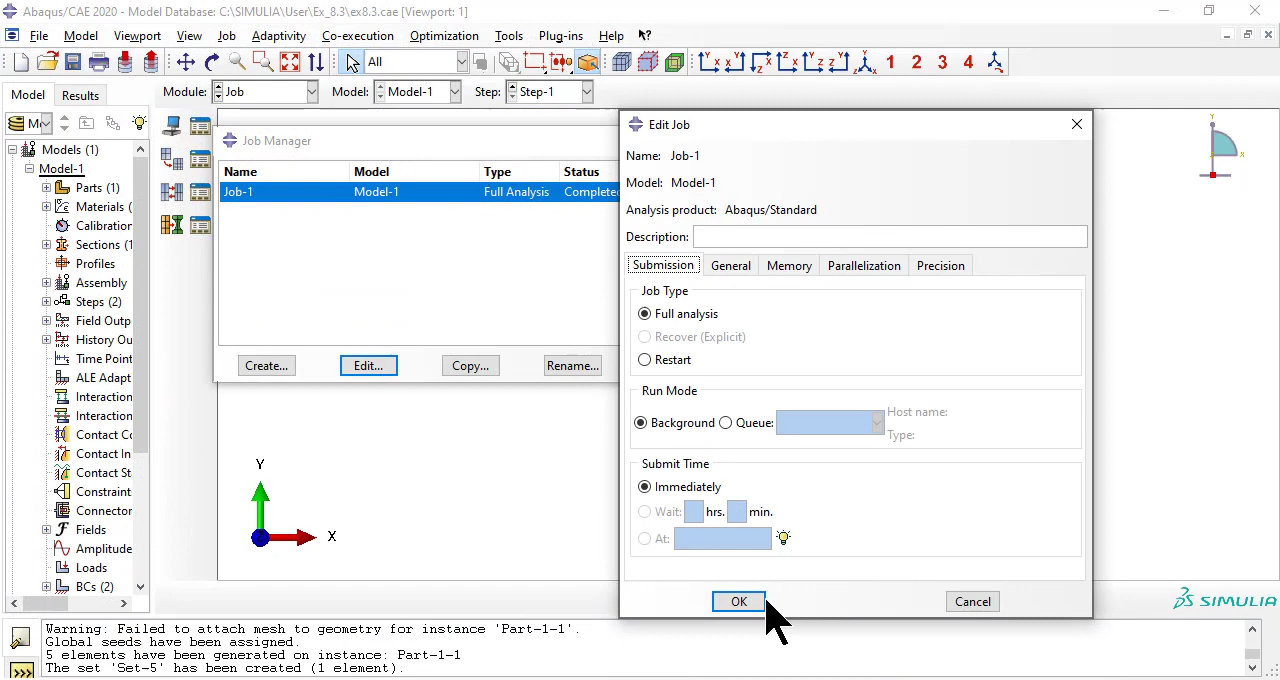 Abaqus/CAE 2020 - Model Database: C:\SIMULIA\User\Ex_8.3\ex8.3.cae [Viewport: 1]
File Model Viewport View Job Adaptivity Co-execution Optimization Tools Plug-ins Help
All
1 2 3 4
Model Results
Module: Job Model: Model-1 Step: Step-1
Models (1)
Model-1
Parts (1)
Materials (
Calibration
Sections (1
Profiles
Assembly
Steps (2)
Field Outp
History Ou
Time Point
ALE Adapt
Interaction
Interaction
Contact Co
Contact In
Contact St
Constraint
Connector
Fields
Amplitude
Loads
BCs (2)
Job Manager
Name Model Type Status
Job-1 Model-1 Full Analysis Completed
Create... Edit... Copy... Rename...
Y
X
Z
Edit Job
Name: Job-1
Model: Model-1
Analysis product: Abaqus/Standard
Description:
Submission General Memory Parallelization Precision
Job Type
Full analysis
Recover (Explicit)
Restart
Run Mode
Background Queue: Host name:
Type:
Submit Time
Immediately
Wait: hrs. min.
At:
OK Cancel
Y
X
SIMULIA
Warning: Failed to attach mesh to geometry for instance 'Part-1-1'.
Global seeds have been assigned.
5 elements have been generated on instance: Part-1-1
The set 'Set-5' has been created (1 element).
>>>